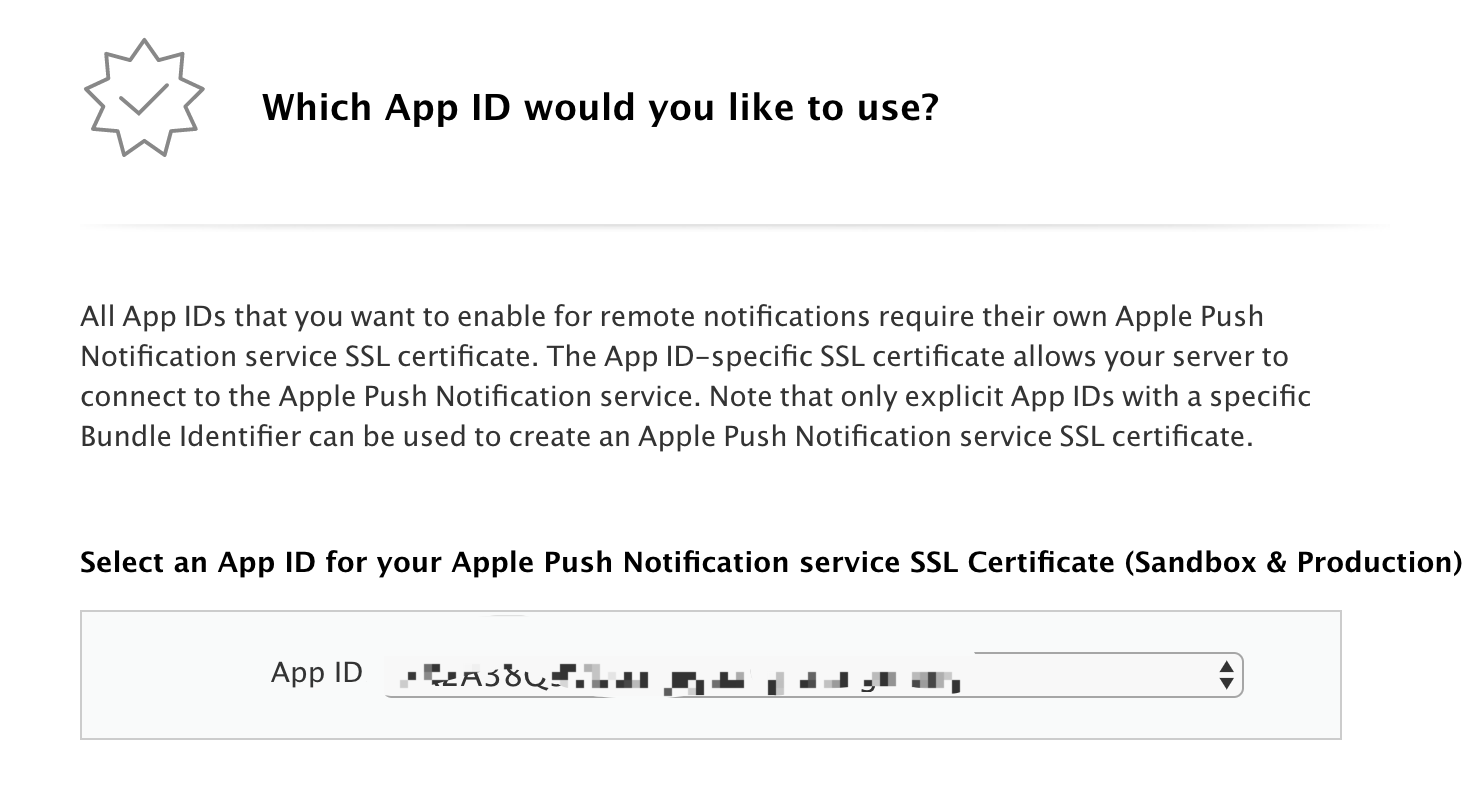 Which App ID would you like to use?
All App IDs that you want to enable for remote notifications require their own Apple Push
Notification service SSL certificate. The App ID–specific SSL certificate allows your server to
connect to the Apple Push Notification service. Note that only explicit App IDs with a specific
Bundle Identifier can be used to create an Apple Push Notification service SSL certificate.
Select an App ID for your Apple Push Notification service SSL Certificate (Sandbox & Production)
App ID